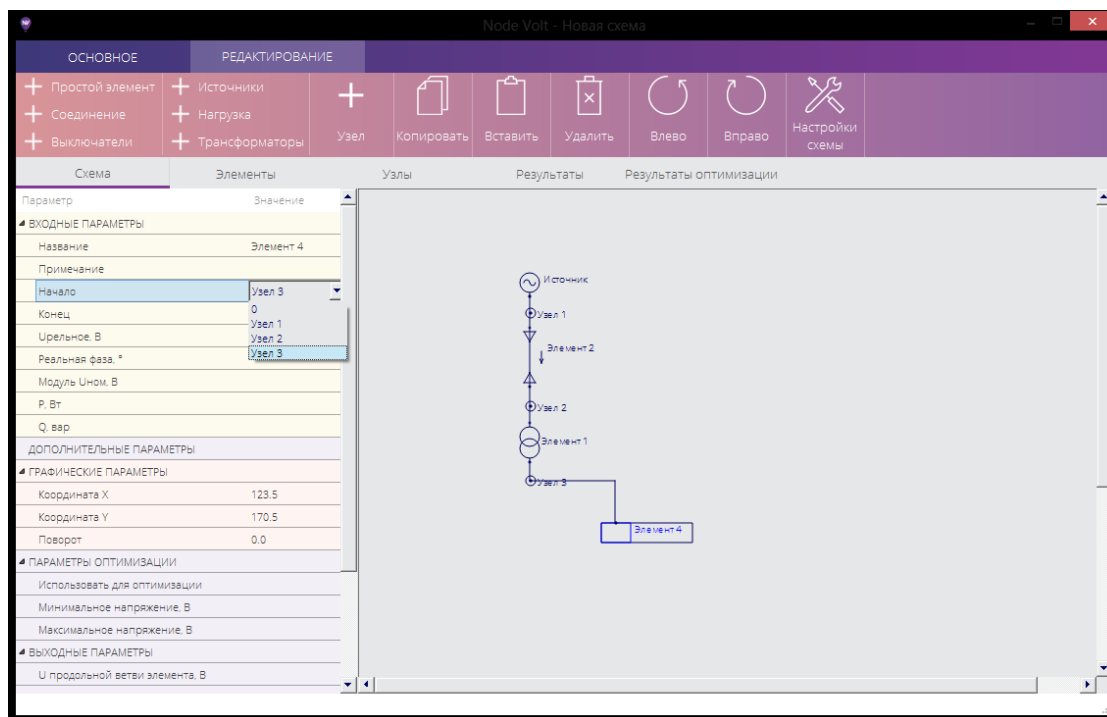 Node Volt - Новая схема
ОСНОВНОЕ РЕДАКТИРОВАНИЕ
Простой элемент Источники
Соединение Нагрузка
Выключатели Трансформаторы
Узел Копировать Вставить Удалить Влево Вправо Настройки схемы
Схема Элементы Узлы Результаты Результаты оптимизации
Параметр Значение
ВХОДНЫЕ ПАРАМЕТРЫ
Название Элемент 4
Примечание
Начало Узел 3
Конец
0
Узел 1
Uрельное, В
Узел 2
Реальная фаза, °
Узел 3
Модуль Uном, В
P, Вт
Q, вар
ДОПОЛНИТЕЛЬНЫЕ ПАРАМЕТРЫ
ГРАФИЧЕСКИЕ ПАРАМЕТРЫ
Координата X 123.5
Координата Y 170.5
Поворот 0.0
ПАРАМЕТРЫ ОПТИМИЗАЦИИ
Использовать для оптимизации
Минимальное напряжение, В
Максимальное напряжение, В
ВЫХОДНЫЕ ПАРАМЕТРЫ
U продольной ветви элемента, В
Источник
Узел 1
Элемент 2
Узел 2
Элемент 1
Узел 3
Элемент 4